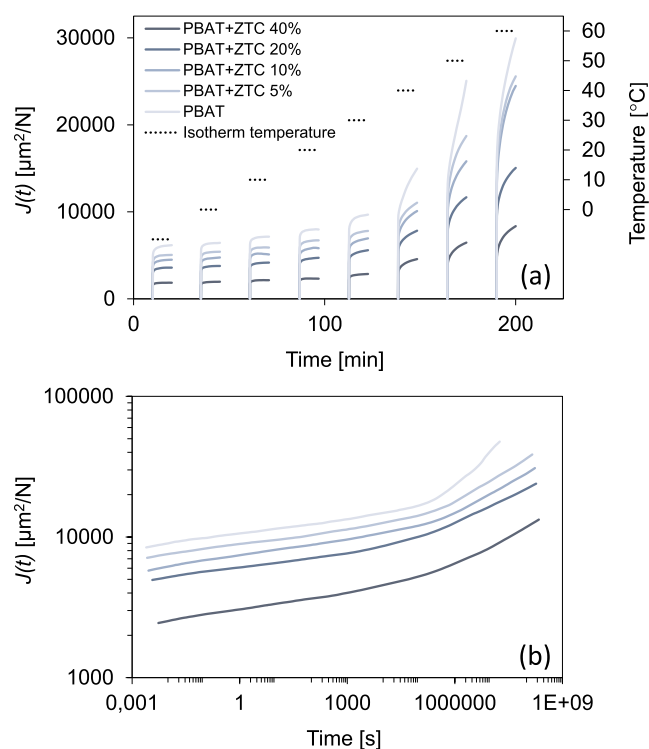 30000
20000
10000
0
J(t) [µm²/N]
PBAT+ZTC 40%
PBAT+ZTC 20%
PBAT+ZTC 10%
PBAT+ZTC 5%
PBAT
Isotherm temperature
60
50
40
30
20
10
0
Temperature [°C]
(a)
0
100
200
Time [min]
100000
10000
1000
J(t) [µm²/N]
(b)
0,001
1
1000
1000000
1E+09
Time [s]